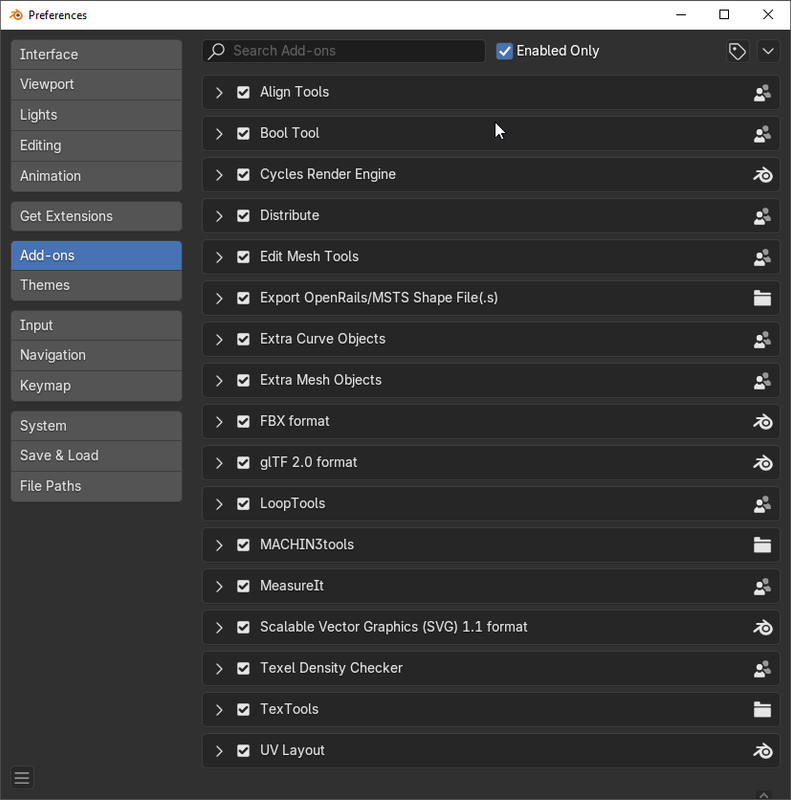 Preferences
Interface
Viewport
Lights
Editing
Animation
Get Extensions
Add-ons
Themes
Input
Navigation
Keymap
System
Save & Load
File Paths
Search Add-ons
Enabled Only
Align Tools
Bool Tool
Cycles Render Engine
Distribute
Edit Mesh Tools
Export OpenRails/MSTS Shape File(.s)
Extra Curve Objects
Extra Mesh Objects
FBX format
glTF 2.0 format
LoopTools
MACHIN3tools
MeasureIt
Scalable Vector Graphics (SVG) 1.1 format
Texel Density Checker
TexTools
UV Layout